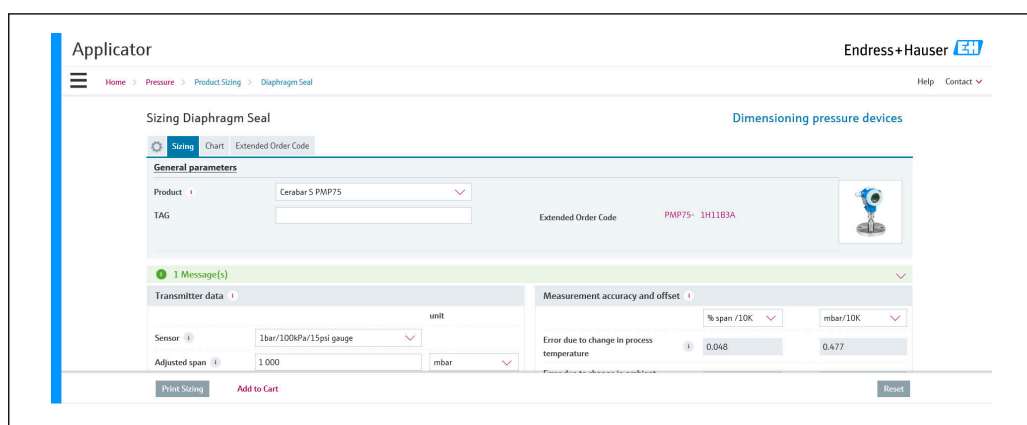 Applicator
Endress+Hauser EH
Home > Pressure > Product Sizing > Diaphragm Seal
Help Contact
Sizing Diaphragm Seal
Dimensioning pressure devices
Sizing Chart Extended Order Code
General parameters
Product i Cerabar S PMP75
TAG
Extended Order Code PMP75- 1H11B3A
i 1 Message(s)
Transmitter data i
Measurement accuracy and offset i
unit
% span /10K mbar/10K
Sensor i 1bar/100kPa/15psi gauge
Error due to change in process temperature i 0.048 0.477
Adjusted span i 1 000 mbar
Print Sizing Add to Cart Reset